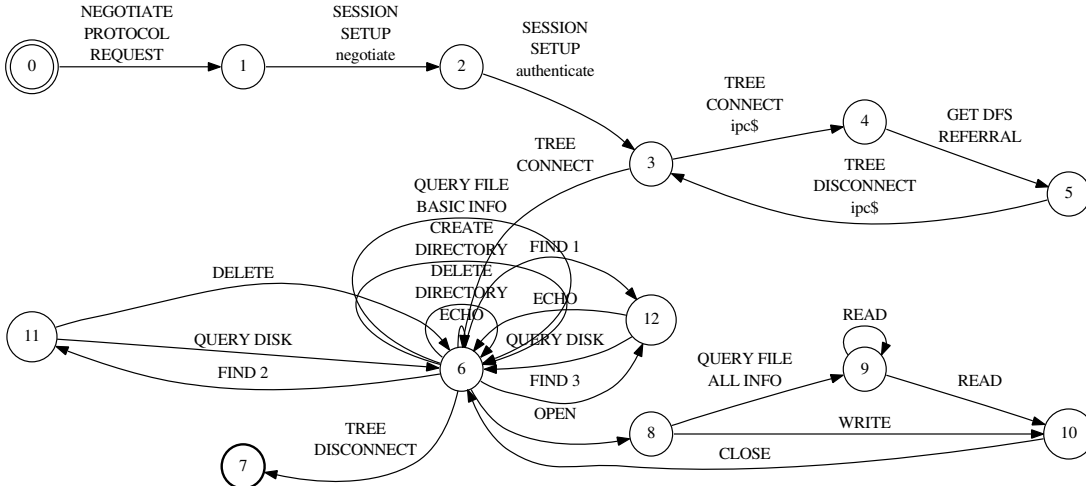 NEGOTIATE
PROTOCOL
REQUEST
SESSION
SETUP
negotiate
SESSION
SETUP
authenticate
0
1
2
TREE
CONNECT
ipc$
4
GET DFS
REFERRAL
TREE
CONNECT
3
TREE
DISCONNECT
ipc$
5
QUERY FILE
BASIC INFO
CREATE
DIRECTORY
DELETE
DIRECTORY
ECHO
FIND 1
DELETE
ECHO
12
READ
11
QUERY DISK
QUERY DISK
FIND 2
6
FIND 3
OPEN
QUERY FILE
ALL INFO
9
READ
TREE
DISCONNECT
8
WRITE
10
CLOSE
7